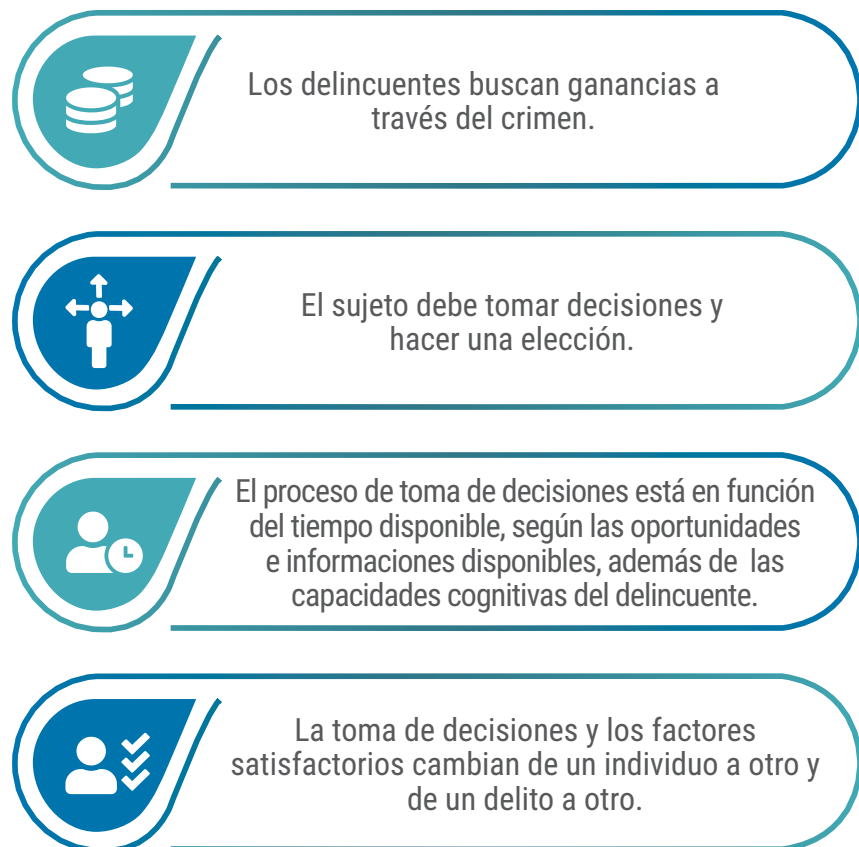 Los delincuentes buscan ganancias a
través del crimen.
El sujeto debe tomar decisiones y
hacer una elección.
El proceso de toma de decisiones está en función
del tiempo disponible, según las oportunidades
e informaciones disponibles, además de las
capacidades cognitivas del delincuente.
La toma de decisiones y los factores
satisfactorios cambian de un individuo a otro y
de un delito a otro.